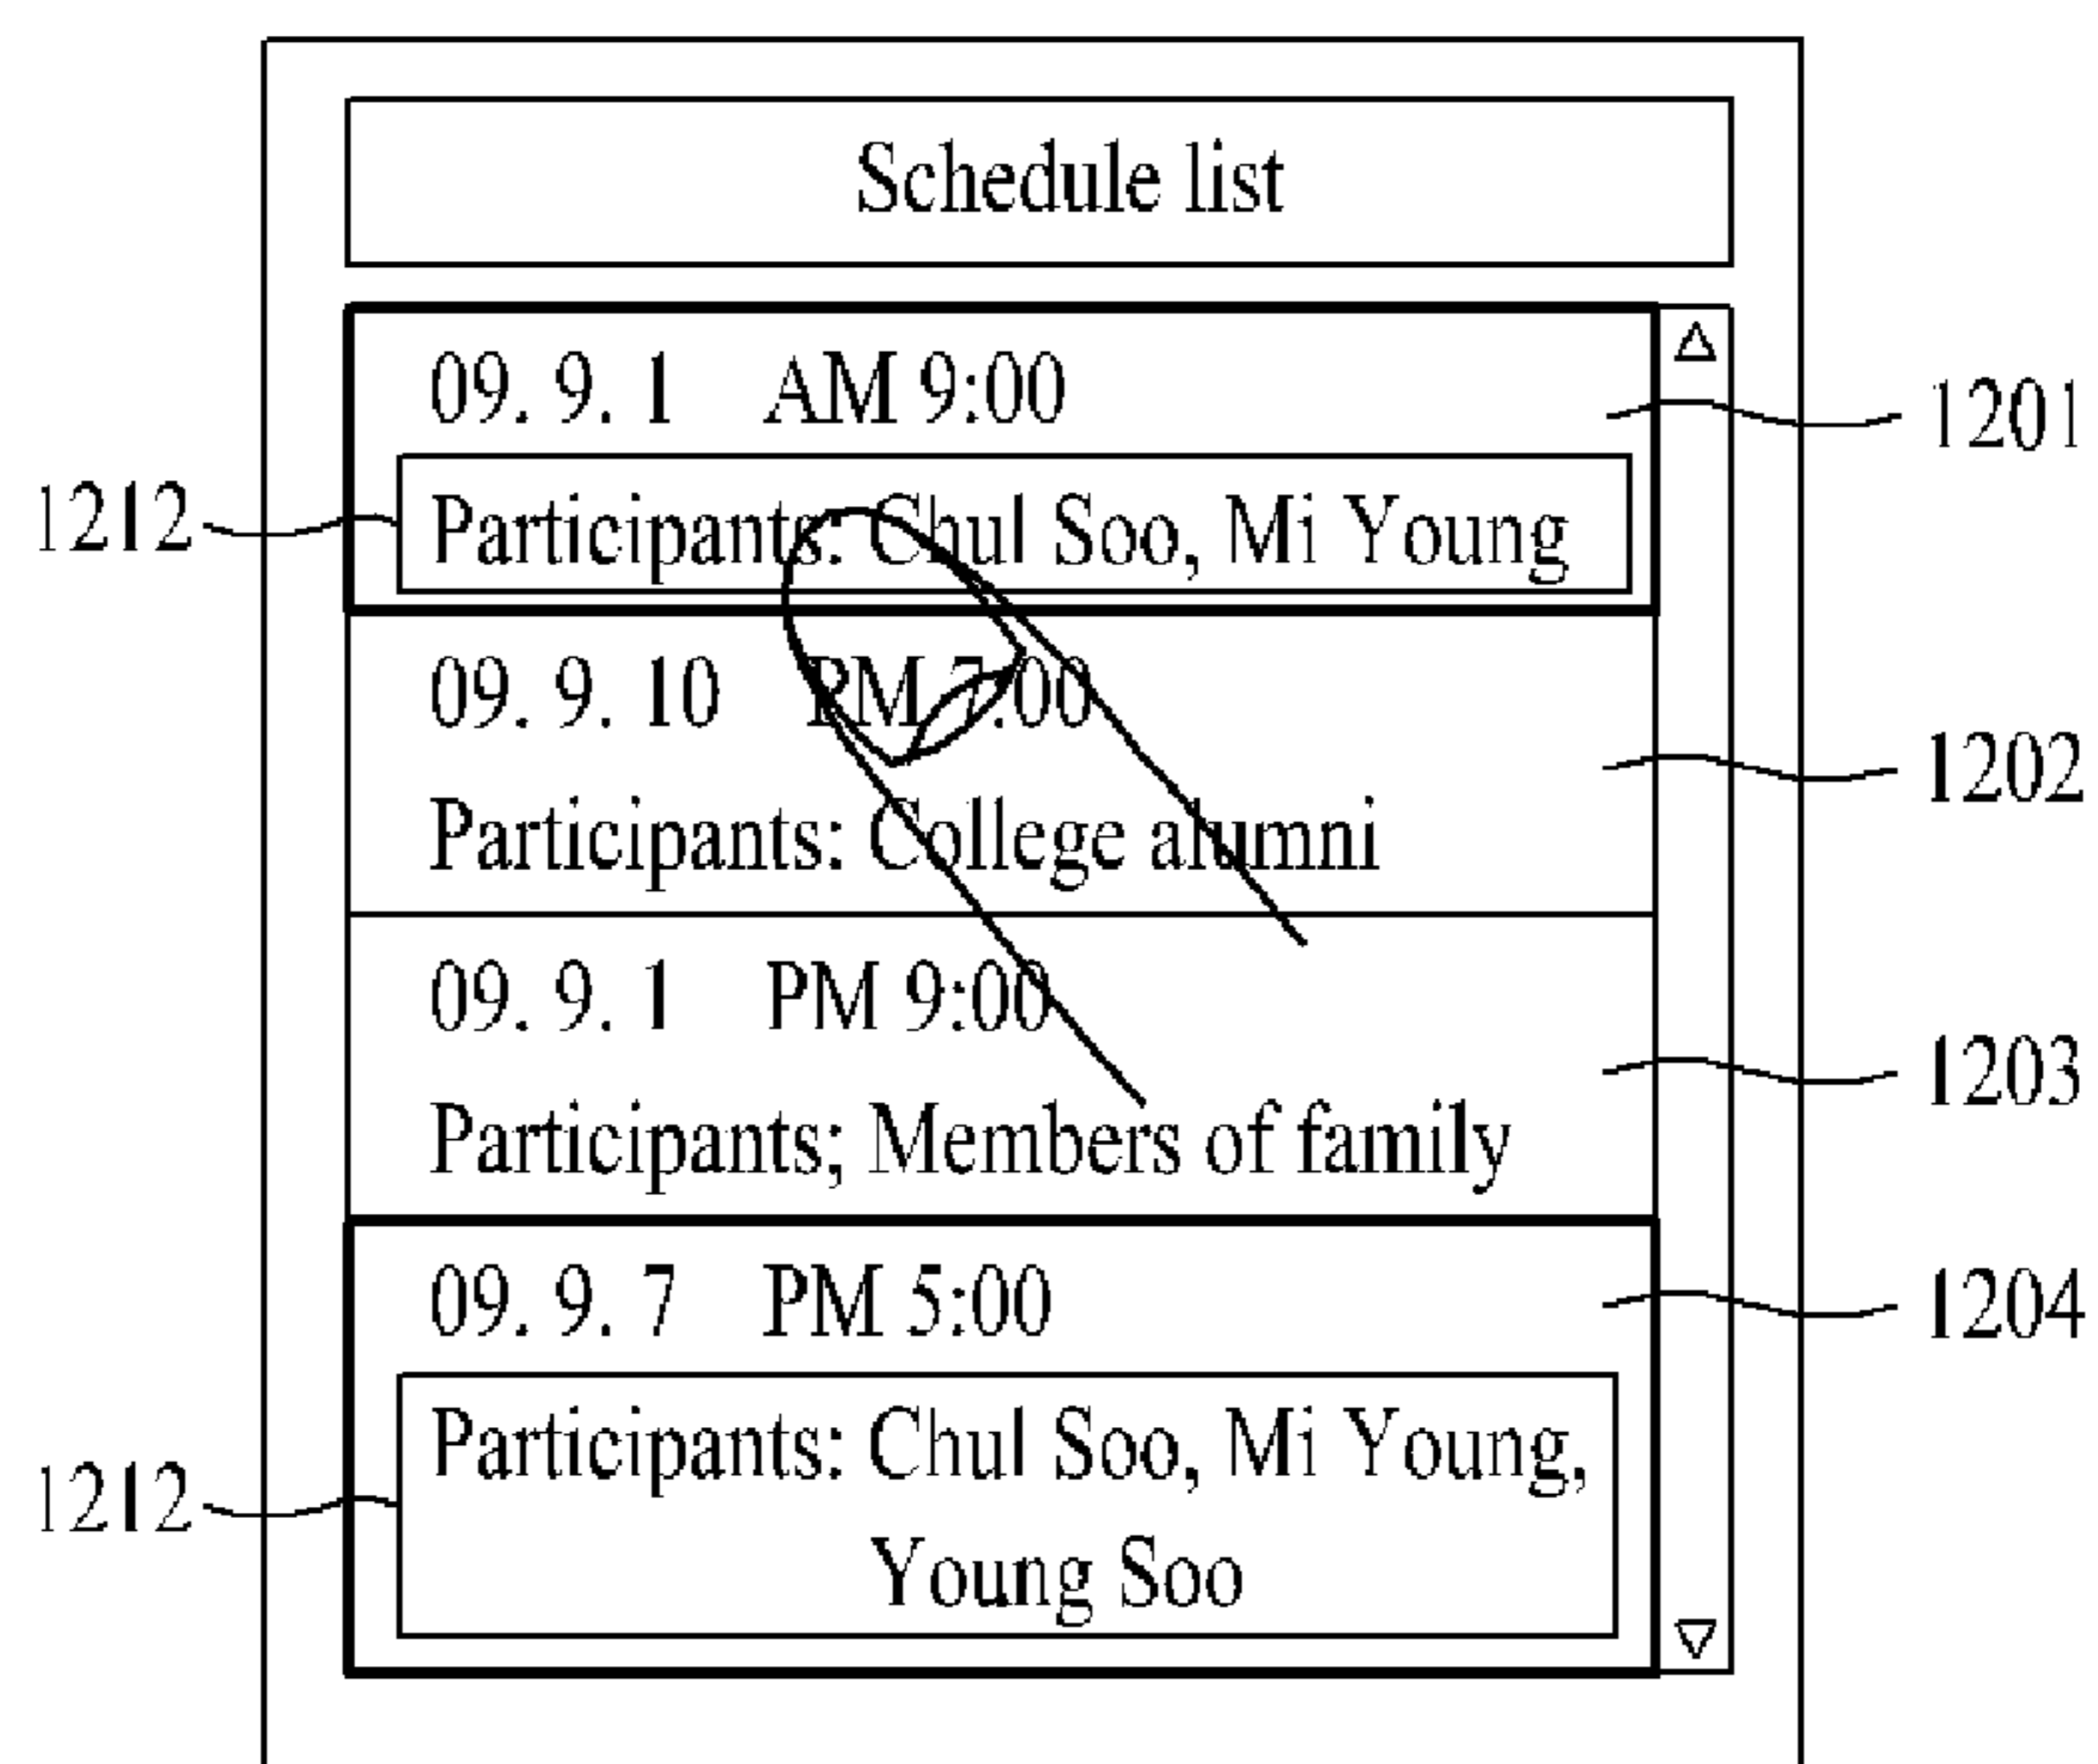 Schedule list
09. 9. 1 AM 9:00
1201
1212
Participants: Chul Soo, Mi Young
09. 9. 10 PM 7:00
1202
Participants: College alumni
09. 9. 1 PM 9:00
1203
Participants; Members of family
09. 9. 7 PM 5:00
1204
Participants: Chul Soo, Mi Young,
1212
Young Soo